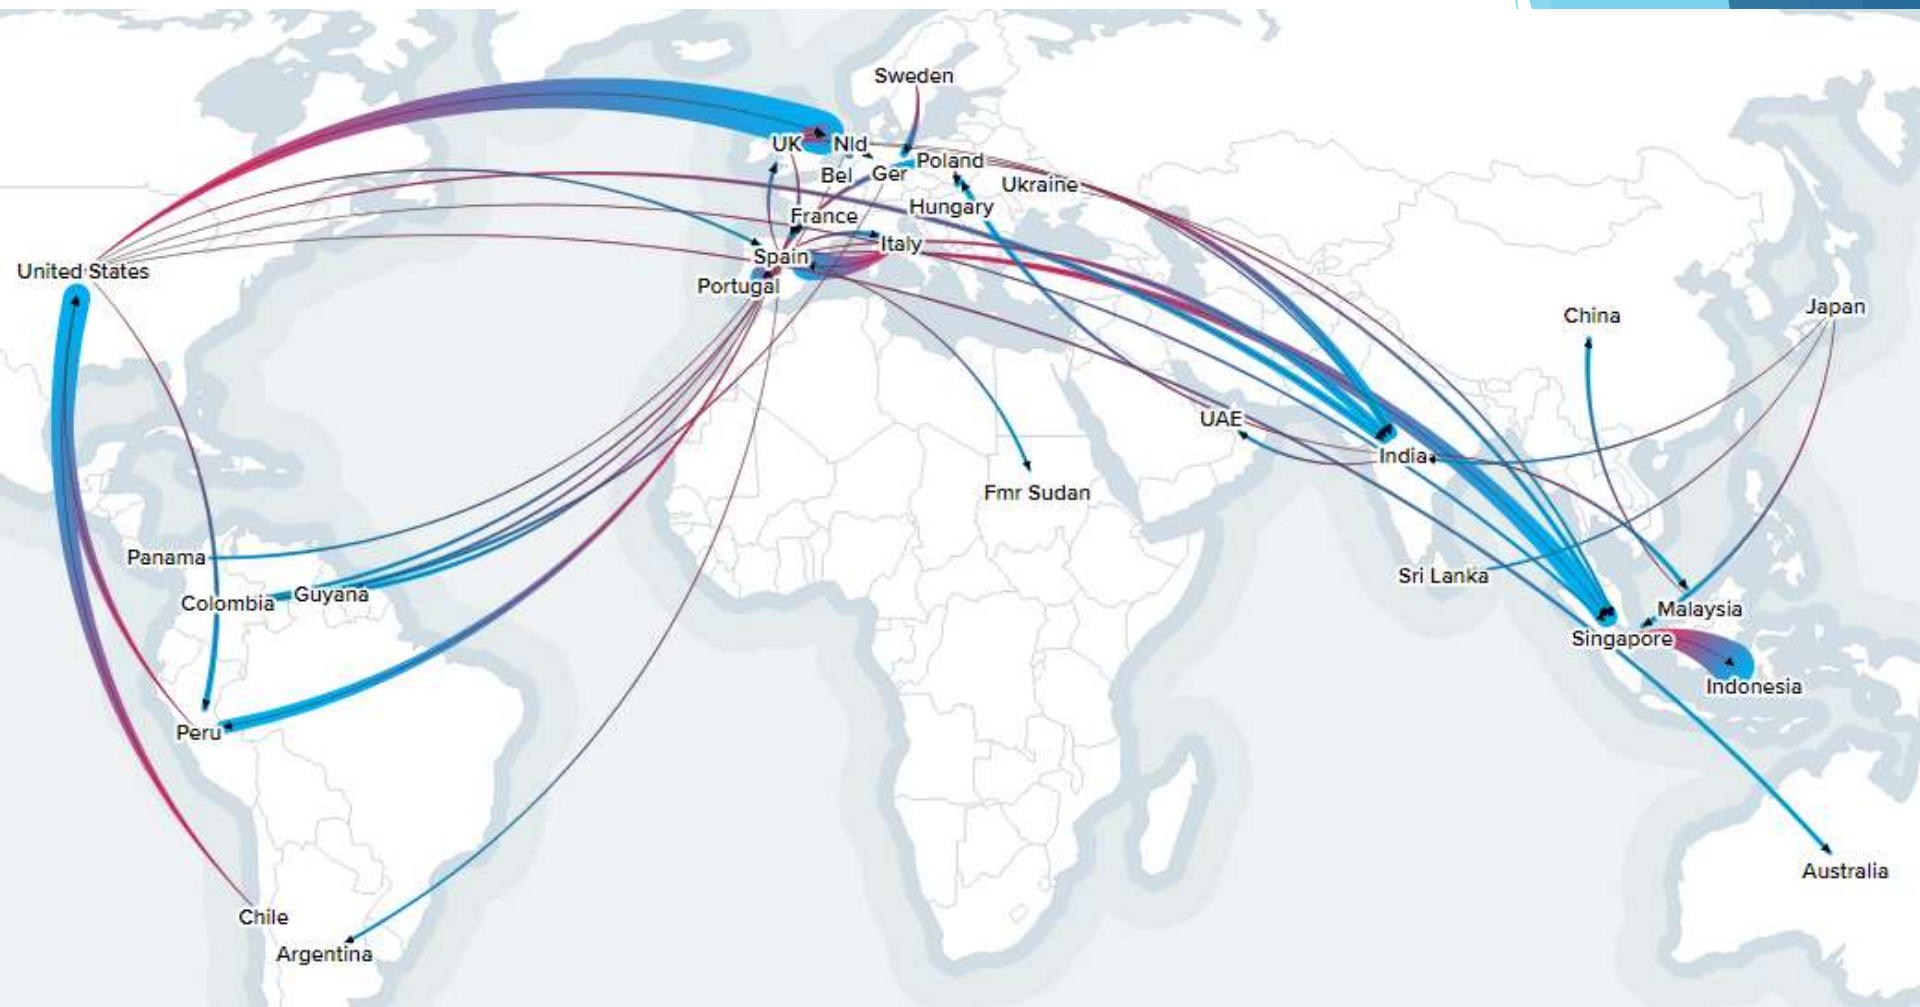 Sweden
UK
Nld
Poland
Bel
Ger
Ukraine
Hungary
France
Italy
Spain
United States
Portugal
Japan
China
UAE
India
Fmr Sudan
Panama
Sri Lanka
Guyana
Colombia
Malaysia
Singapore
Indonesia
Peru
Australia
Chile
Argentina